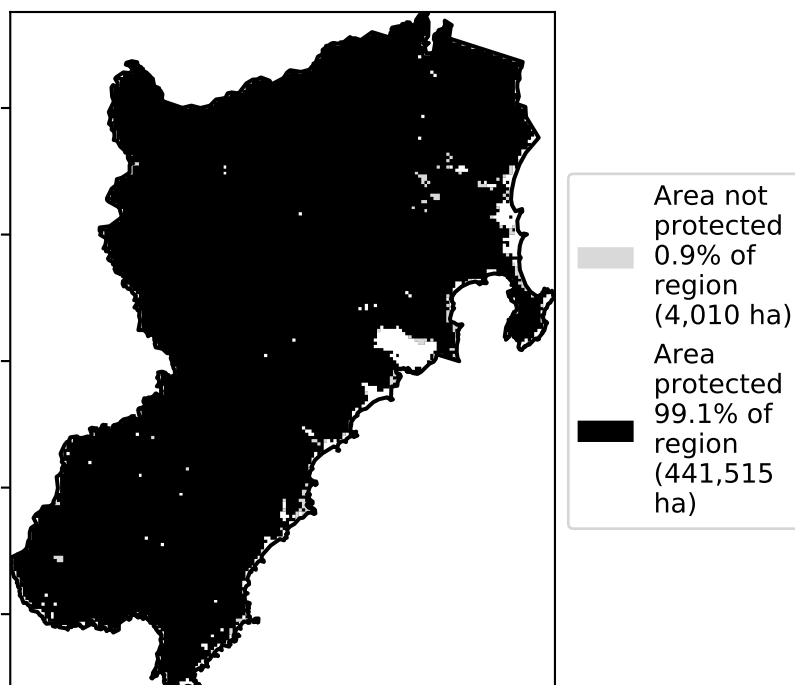 Area not
protected
0.9% of
region
(4,010 ha)
Area
protected
99.1% of
region
(441,515
ha)